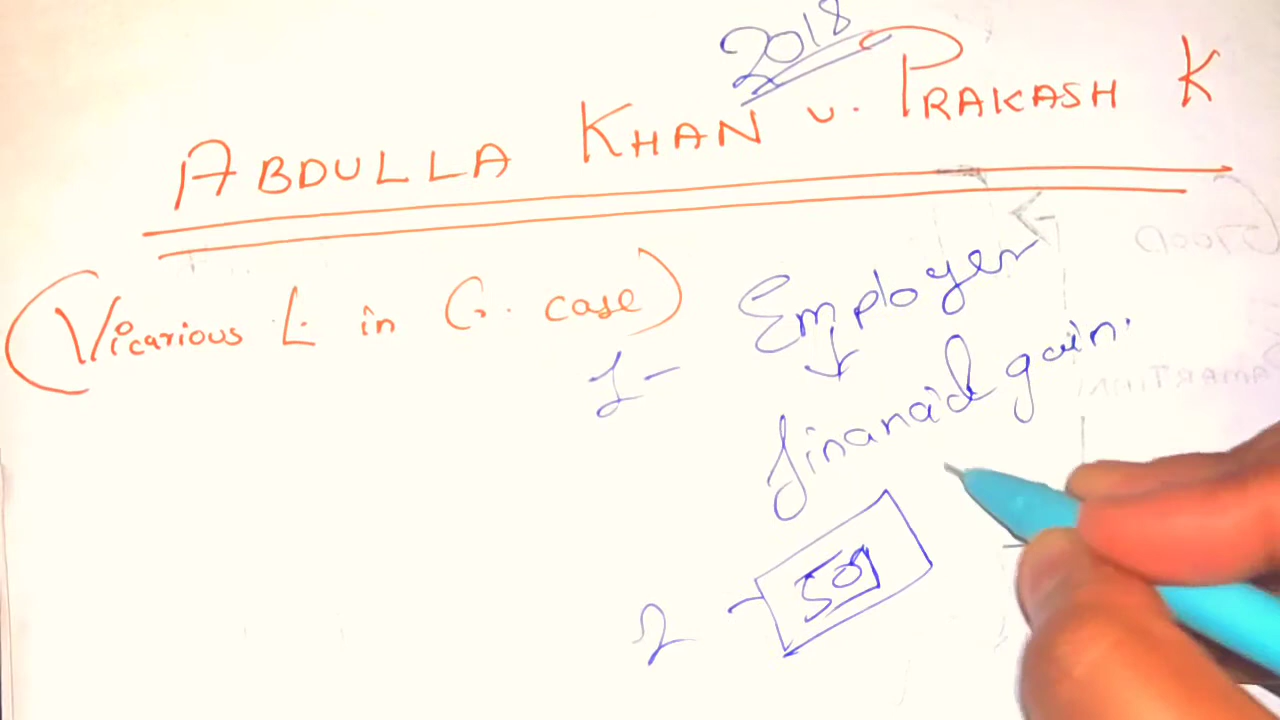 2018
ABDULLA KHAN v. PRAKASH K
(Vicarious L. in G. case)
1- Employer
financial gain.
2 - 509